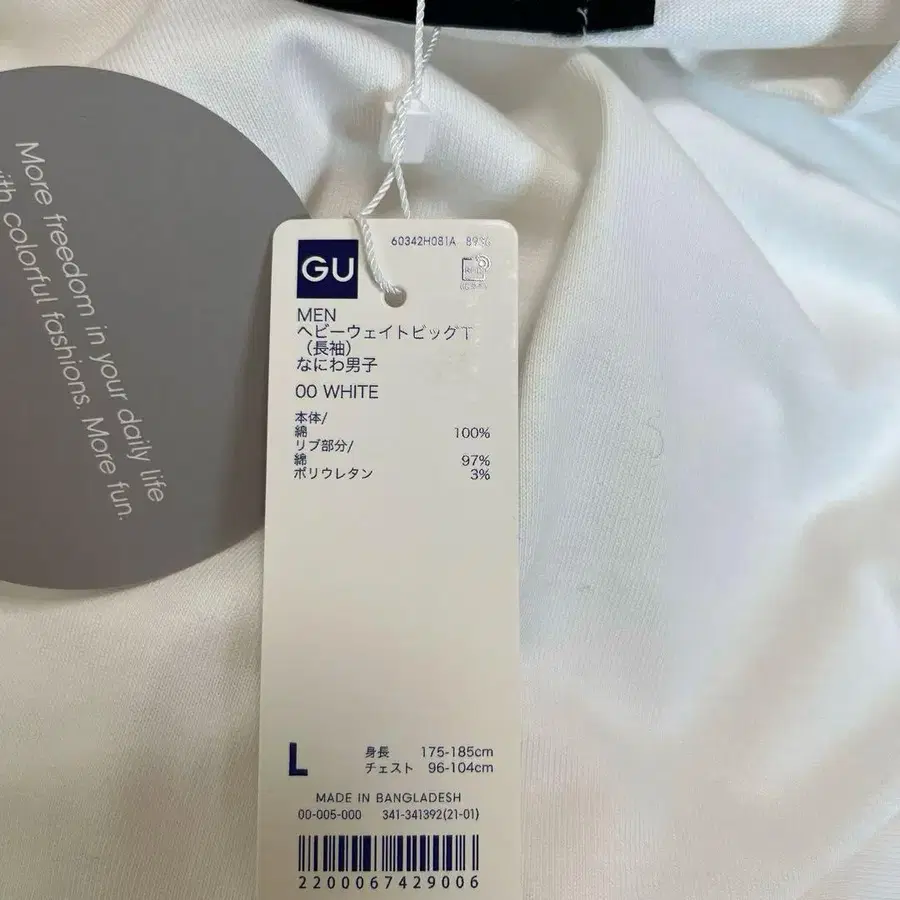 More freedom in your daily life
with colorful fashions. More fun.
60342H081A
GU
MEN
ヘビーウェイトビッグT
（長袖）
なにわ男子
00 WHITE
本体/
綿 100%
リブ部分/
綿 97%
ポリウレタン 3%
L
身長 175-185cm
チェスト 96-104cm
MADE IN BANGLADESH
00-005-000 341-341392(21-01)
2200067429006